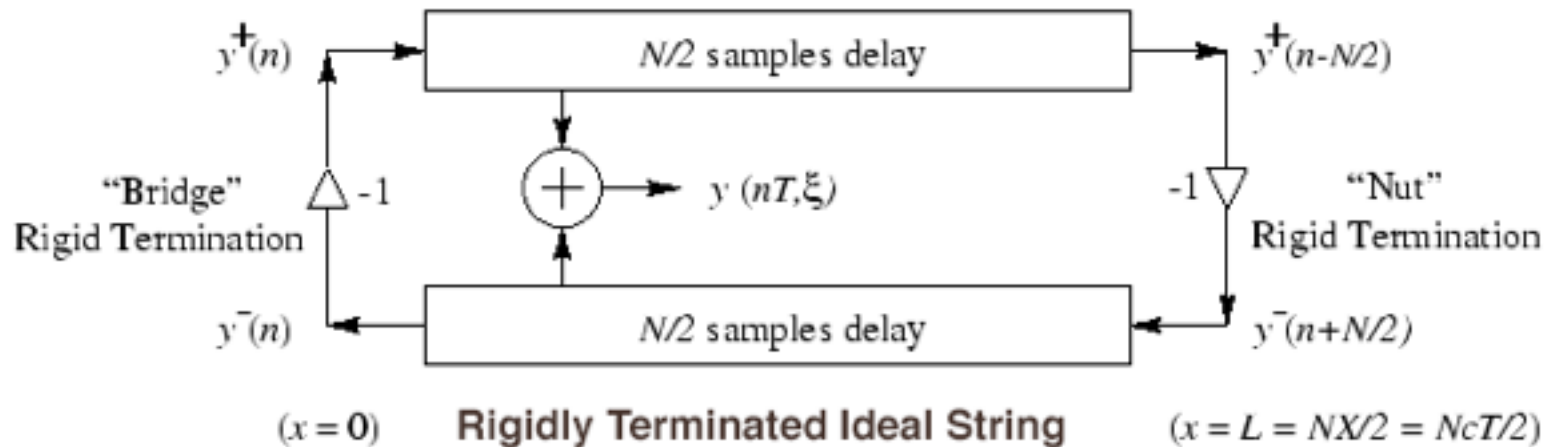 y⁺(n)
N/2 samples delay
y⁺(n-N/2)
“Bridge”
Rigid Termination
-1
y (nT,ξ)
-1
“Nut”
Rigid Termination
y⁻(n)
N/2 samples delay
y⁻(n+N/2)
(x = 0)
Rigidly Terminated Ideal String
(x = L = NX/2 = NcT/2)